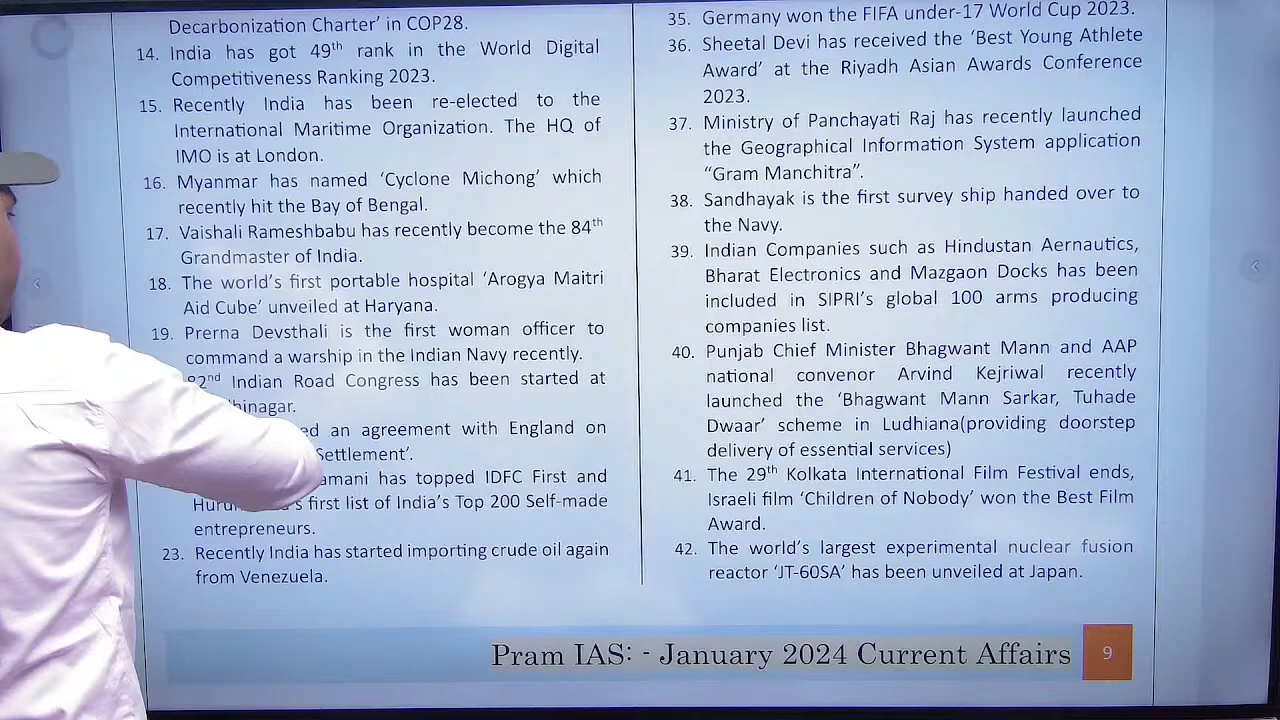 Decarbonization Charter’ in COP28.
14. India has got 49th rank in the World Digital
Competitiveness Ranking 2023.
15. Recently India has been re-elected to the
International Maritime Organization. The HQ of
IMO is at London.
16. Myanmar has named ‘Cyclone Michong’ which
recently hit the Bay of Bengal.
17. Vaishali Rameshbabu has recently become the 84th
Grandmaster of India.
18. The world’s first portable hospital ‘Arogya Maitri
Aid Cube’ unveiled at Haryana.
19. Prerna Devsthali is the first woman officer to
command a warship in the Indian Navy recently.
82nd Indian Road Congress has been started at
an agreement with England on
Settlement’.
has topped IDFC First and
first list of India’s Top 200 Self-made
entrepreneurs.
23. Recently India has started importing crude oil again
from Venezuela.
35. Germany won the FIFA under-17 World Cup 2023.
36. Sheetal Devi has received the ‘Best Young Athlete
Award’ at the Riyadh Asian Awards Conference
2023.
37. Ministry of Panchayati Raj has recently launched
the Geographical Information System application
“Gram Manchitra”.
38. Sandhayak is the first survey ship handed over to
the Navy.
39. Indian Companies such as Hindustan Aernautics,
Bharat Electronics and Mazgaon Docks has been
included in SIPRI’s global 100 arms producing
companies list.
40. Punjab Chief Minister Bhagwant Mann and AAP
national convenor Arvind Kejriwal recently
launched the ‘Bhagwant Mann Sarkar, Tuhade
Dwaar’ scheme in Ludhiana(providing doorstep
delivery of essential services)
41. The 29th Kolkata International Film Festival ends,
Israeli film ‘Children of Nobody’ won the Best Film
Award.
42. The world’s largest experimental nuclear fusion
reactor ‘JT-60SA’ has been unveiled at Japan.
Pram IAS: - January 2024 Current Affairs 9